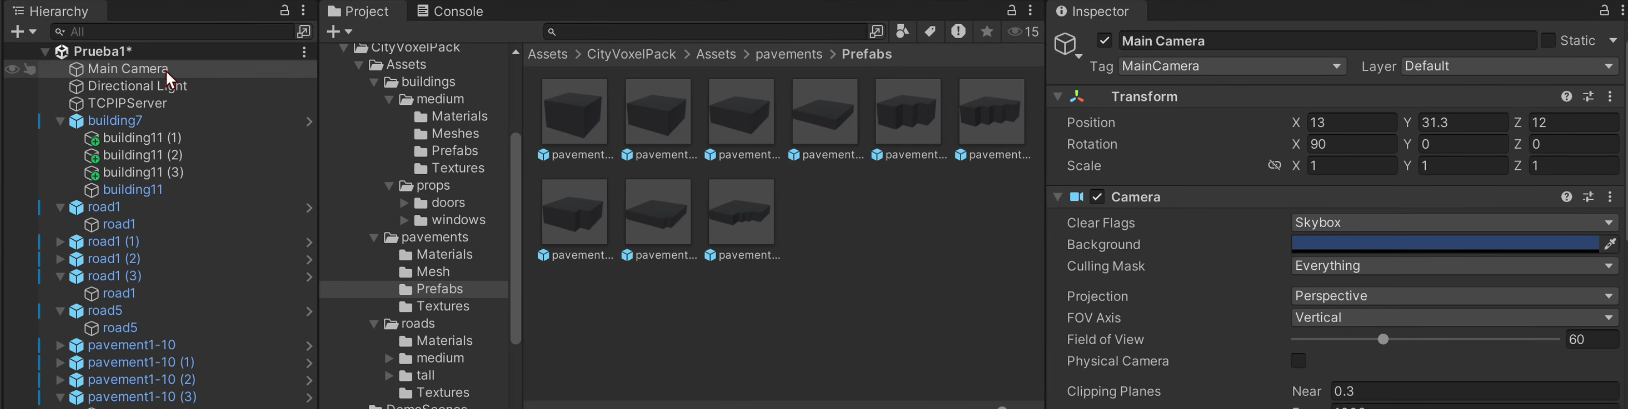 Hierarchy
All
Prueba1*
Main Camera
Directional Light
TCPIPServer
building7
building11 (1)
building11 (2)
building11 (3)
building11
road1
road1
road1 (1)
road1 (2)
road1 (3)
road1
road5
road5
pavement1-10
pavement1-10 (1)
pavement1-10 (2)
pavement1-10 (3)
Project
Console
15
CityVoxelPack
Assets
buildings
medium
Materials
Meshes
Prefabs
Textures
props
doors
windows
pavements
Materials
Mesh
Prefabs
Textures
roads
Materials
medium
tall
Textures
DemoScenes
Assets > CityVoxelPack > Assets > pavements > Prefabs
pavement... pavement... pavement... pavement... pavement... pavement...
pavement... pavement... pavement...
Inspector
Main Camera Static
Tag MainCamera Layer Default
Transform
Position X 13 Y 31.3 Z 12
Rotation X 90 Y 0 Z 0
Scale X 1 Y 1 Z 1
Camera
Clear Flags Skybox
Background
Culling Mask Everything
Projection Perspective
FOV Axis Vertical
Field of View 60
Physical Camera
Clipping Planes Near 0.3